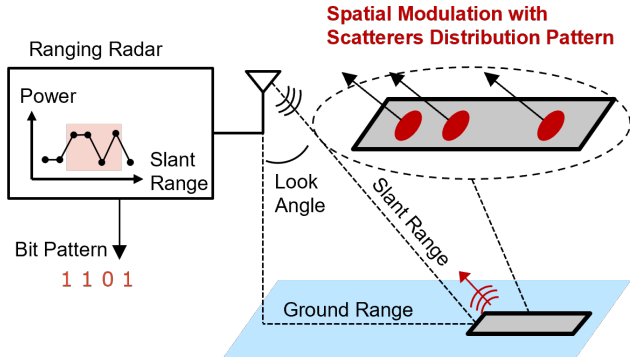 Spatial Modulation with
Scatterers Distribution Pattern
Ranging Radar
Power
Slant
Range
Look
Angle
Slant Range
Bit Pattern
1 1 0 1
Ground Range